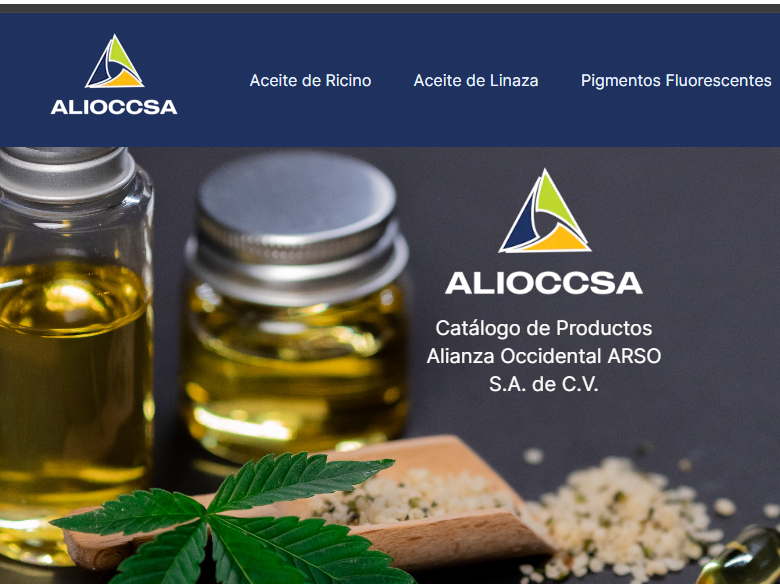 ALIOCCSA
Aceite de Ricino
Aceite de Linaza
Pigmentos Fluorescentes
ALIOCCSA
Catálogo de Productos
Alianza Occidental ARSO
S.A. de C.V.